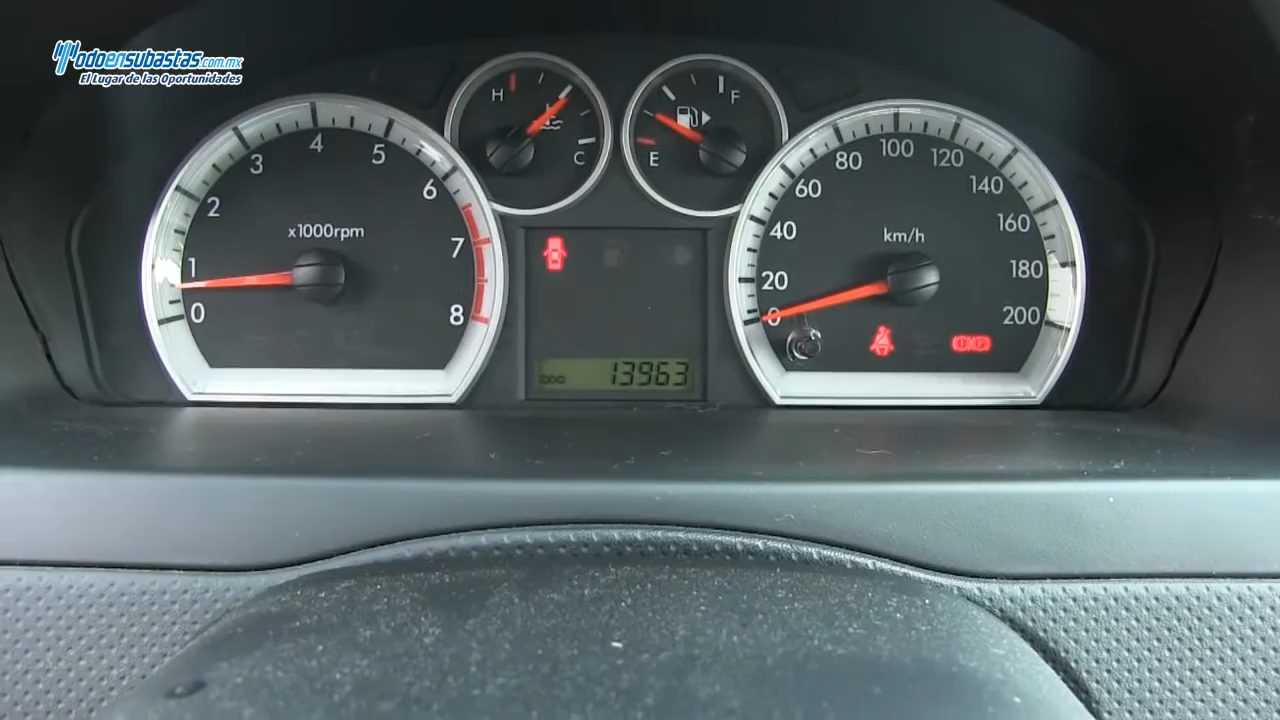 Todoensubastas.com.mx
El Lugar de las Oportunidades
0
1
2
3
4
5
6
7
8
x1000rpm
H
C
E
F
ODO 13963
0
20
40
60
80
100
120
140
160
180
200
km/h